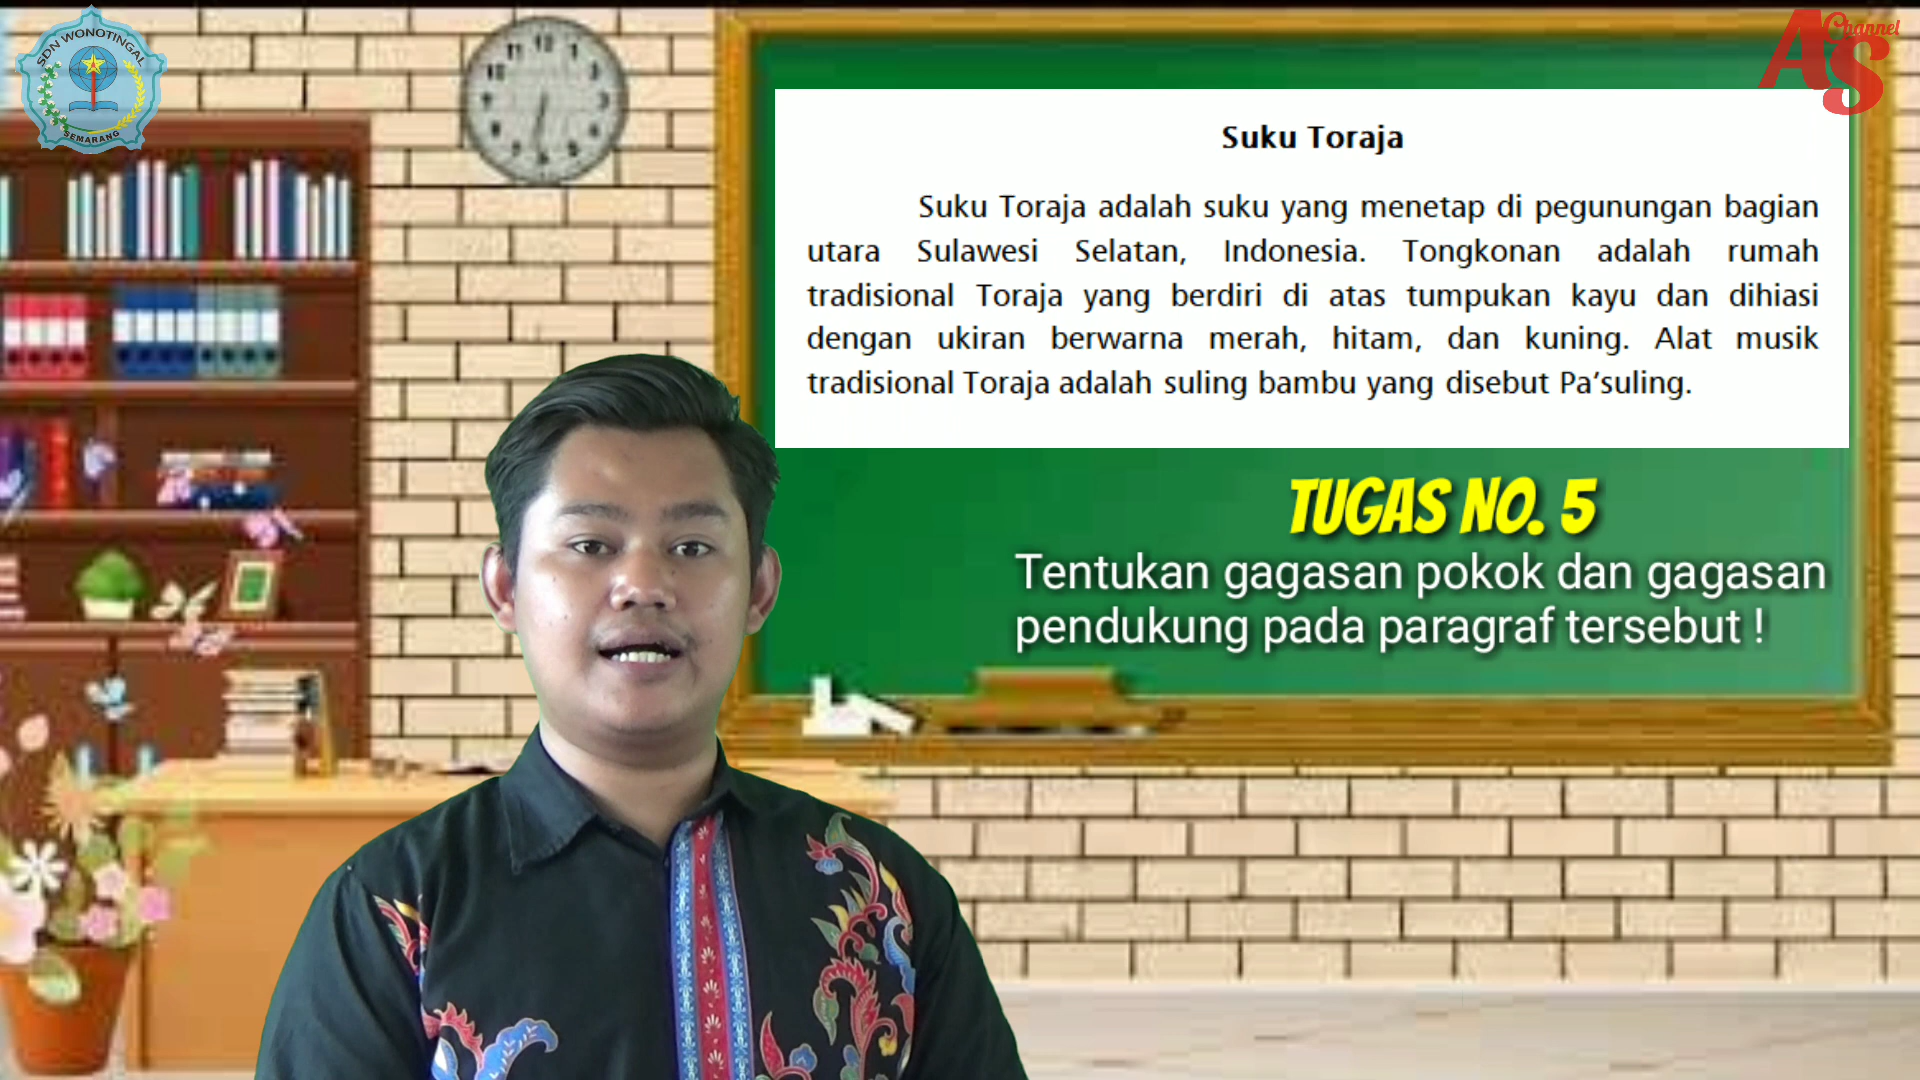 SDN WONOTINGAL
SEMARANG
AS Channel
Suku Toraja
Suku Toraja adalah suku yang menetap di pegunungan bagian
utara Sulawesi Selatan, Indonesia. Tongkonan adalah rumah
tradisional Toraja yang berdiri di atas tumpukan kayu dan dihiasi
dengan ukiran berwarna merah, hitam, dan kuning. Alat musik
tradisional Toraja adalah suling bambu yang disebut Pa’suling.
TUGAS NO. 5
Tentukan gagasan pokok dan gagasan
pendukung pada paragraf tersebut !